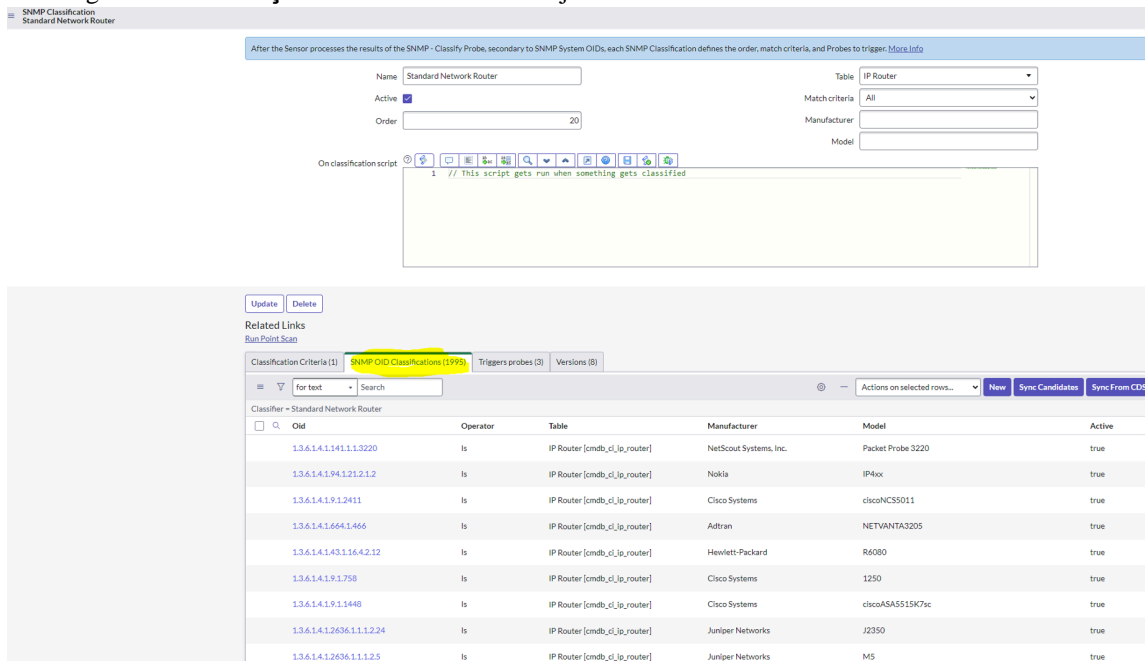 SNMP Classification
Standard Network Router
After the Sensor processes the results of the SNMP - Classify Probe, secondary to SNMP System OIDs, each SNMP Classification defines the order, match criteria, and Probes to trigger. More Info
Name Standard Network Router
Table IP Router
Active
Match criteria All
Order 20
Manufacturer
Model
On classification script
1 // This script gets run when something gets classified
Update Delete
Related Links
Run Point Scan
Classification Criteria (1) SNMP OID Classifications (1995) Triggers probes (3) Versions (8)
for text Search Actions on selected rows... New Sync Candidates Sync From CDS
Classifier = Standard Network Router
Oid Operator Table Manufacturer Model Active
1.3.6.1.4.1.141.1.1.3220 Is IP Router [cmdb_ci_ip_router] NetScout Systems, Inc. Packet Probe 3220 true
1.3.6.1.4.1.94.1.21.2.1.2 Is IP Router [cmdb_ci_ip_router] Nokia IP4xx true
1.3.6.1.4.1.9.1.2411 Is IP Router [cmdb_ci_ip_router] Cisco Systems ciscoNCS5011 true
1.3.6.1.4.1.664.1.466 Is IP Router [cmdb_ci_ip_router] Adtran NETVANTA3205 true
1.3.6.1.4.1.43.1.16.4.2.12 Is IP Router [cmdb_ci_ip_router] Hewlett-Packard R6080 true
1.3.6.1.4.1.9.1.758 Is IP Router [cmdb_ci_ip_router] Cisco Systems 1250 true
1.3.6.1.4.1.9.1.1448 Is IP Router [cmdb_ci_ip_router] Cisco Systems ciscoASA5515K7sc true
1.3.6.1.4.1.2636.1.1.1.2.24 Is IP Router [cmdb_ci_ip_router] Juniper Networks J2350 true
1.3.6.1.4.1.2636.1.1.1.2.5 Is IP Router [cmdb_ci_ip_router] Juniper Networks M5 true